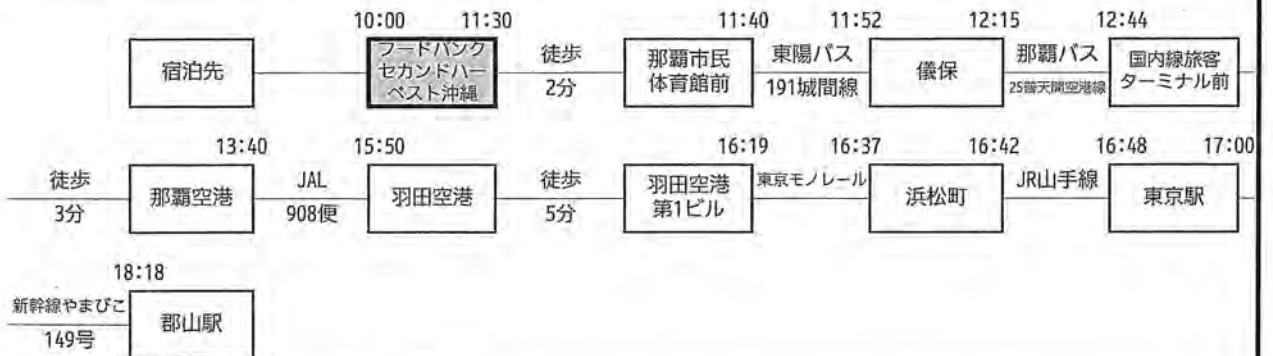 10:00 11:30 11:40 11:52 12:15 12:44
宿泊先
フードバンク
セカンドハー
ベスト沖縄
徒歩
2分
那覇市民
体育館前
東陽バス
191城間線
儀保
那覇バス
25普天間空港線
国内線旅客
ターミナル前
13:40 15:50 16:19 16:37 16:42 16:48 17:00
徒歩
3分
那覇空港
JAL
908便
羽田空港
徒歩
5分
羽田空港
第1ビル
東京モノレール
浜松町
JR山手線
東京駅
18:18
新幹線やまびこ
149号
郡山駅